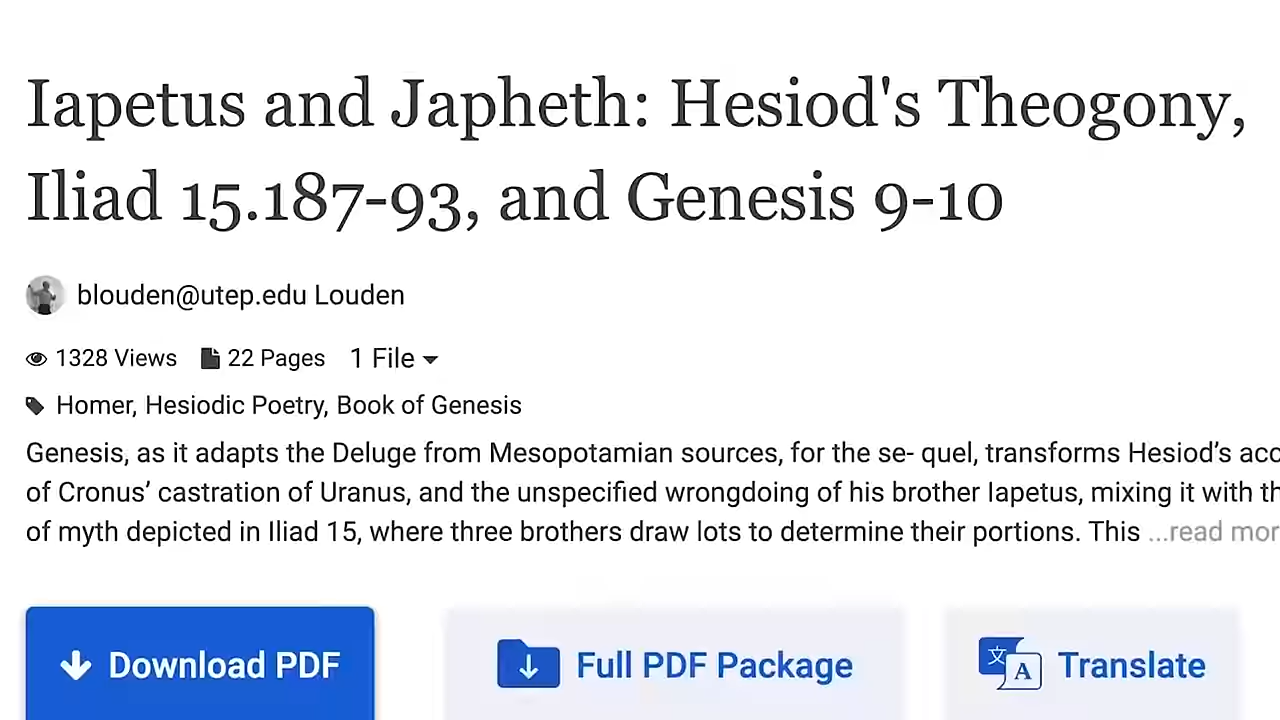 Iapetus and Japheth: Hesiod's Theogony,
Iliad 15.187-93, and Genesis 9-10
blouden@utep.edu Louden
1328 Views 22 Pages 1 File
Homer, Hesiodic Poetry, Book of Genesis
Genesis, as it adapts the Deluge from Mesopotamian sources, for the se- quel, transforms Hesiod’s acc
of Cronus’ castration of Uranus, and the unspecified wrongdoing of his brother Iapetus, mixing it with th
of myth depicted in Iliad 15, where three brothers draw lots to determine their portions. This ...read mor
Download PDF Full PDF Package 文 A Translate